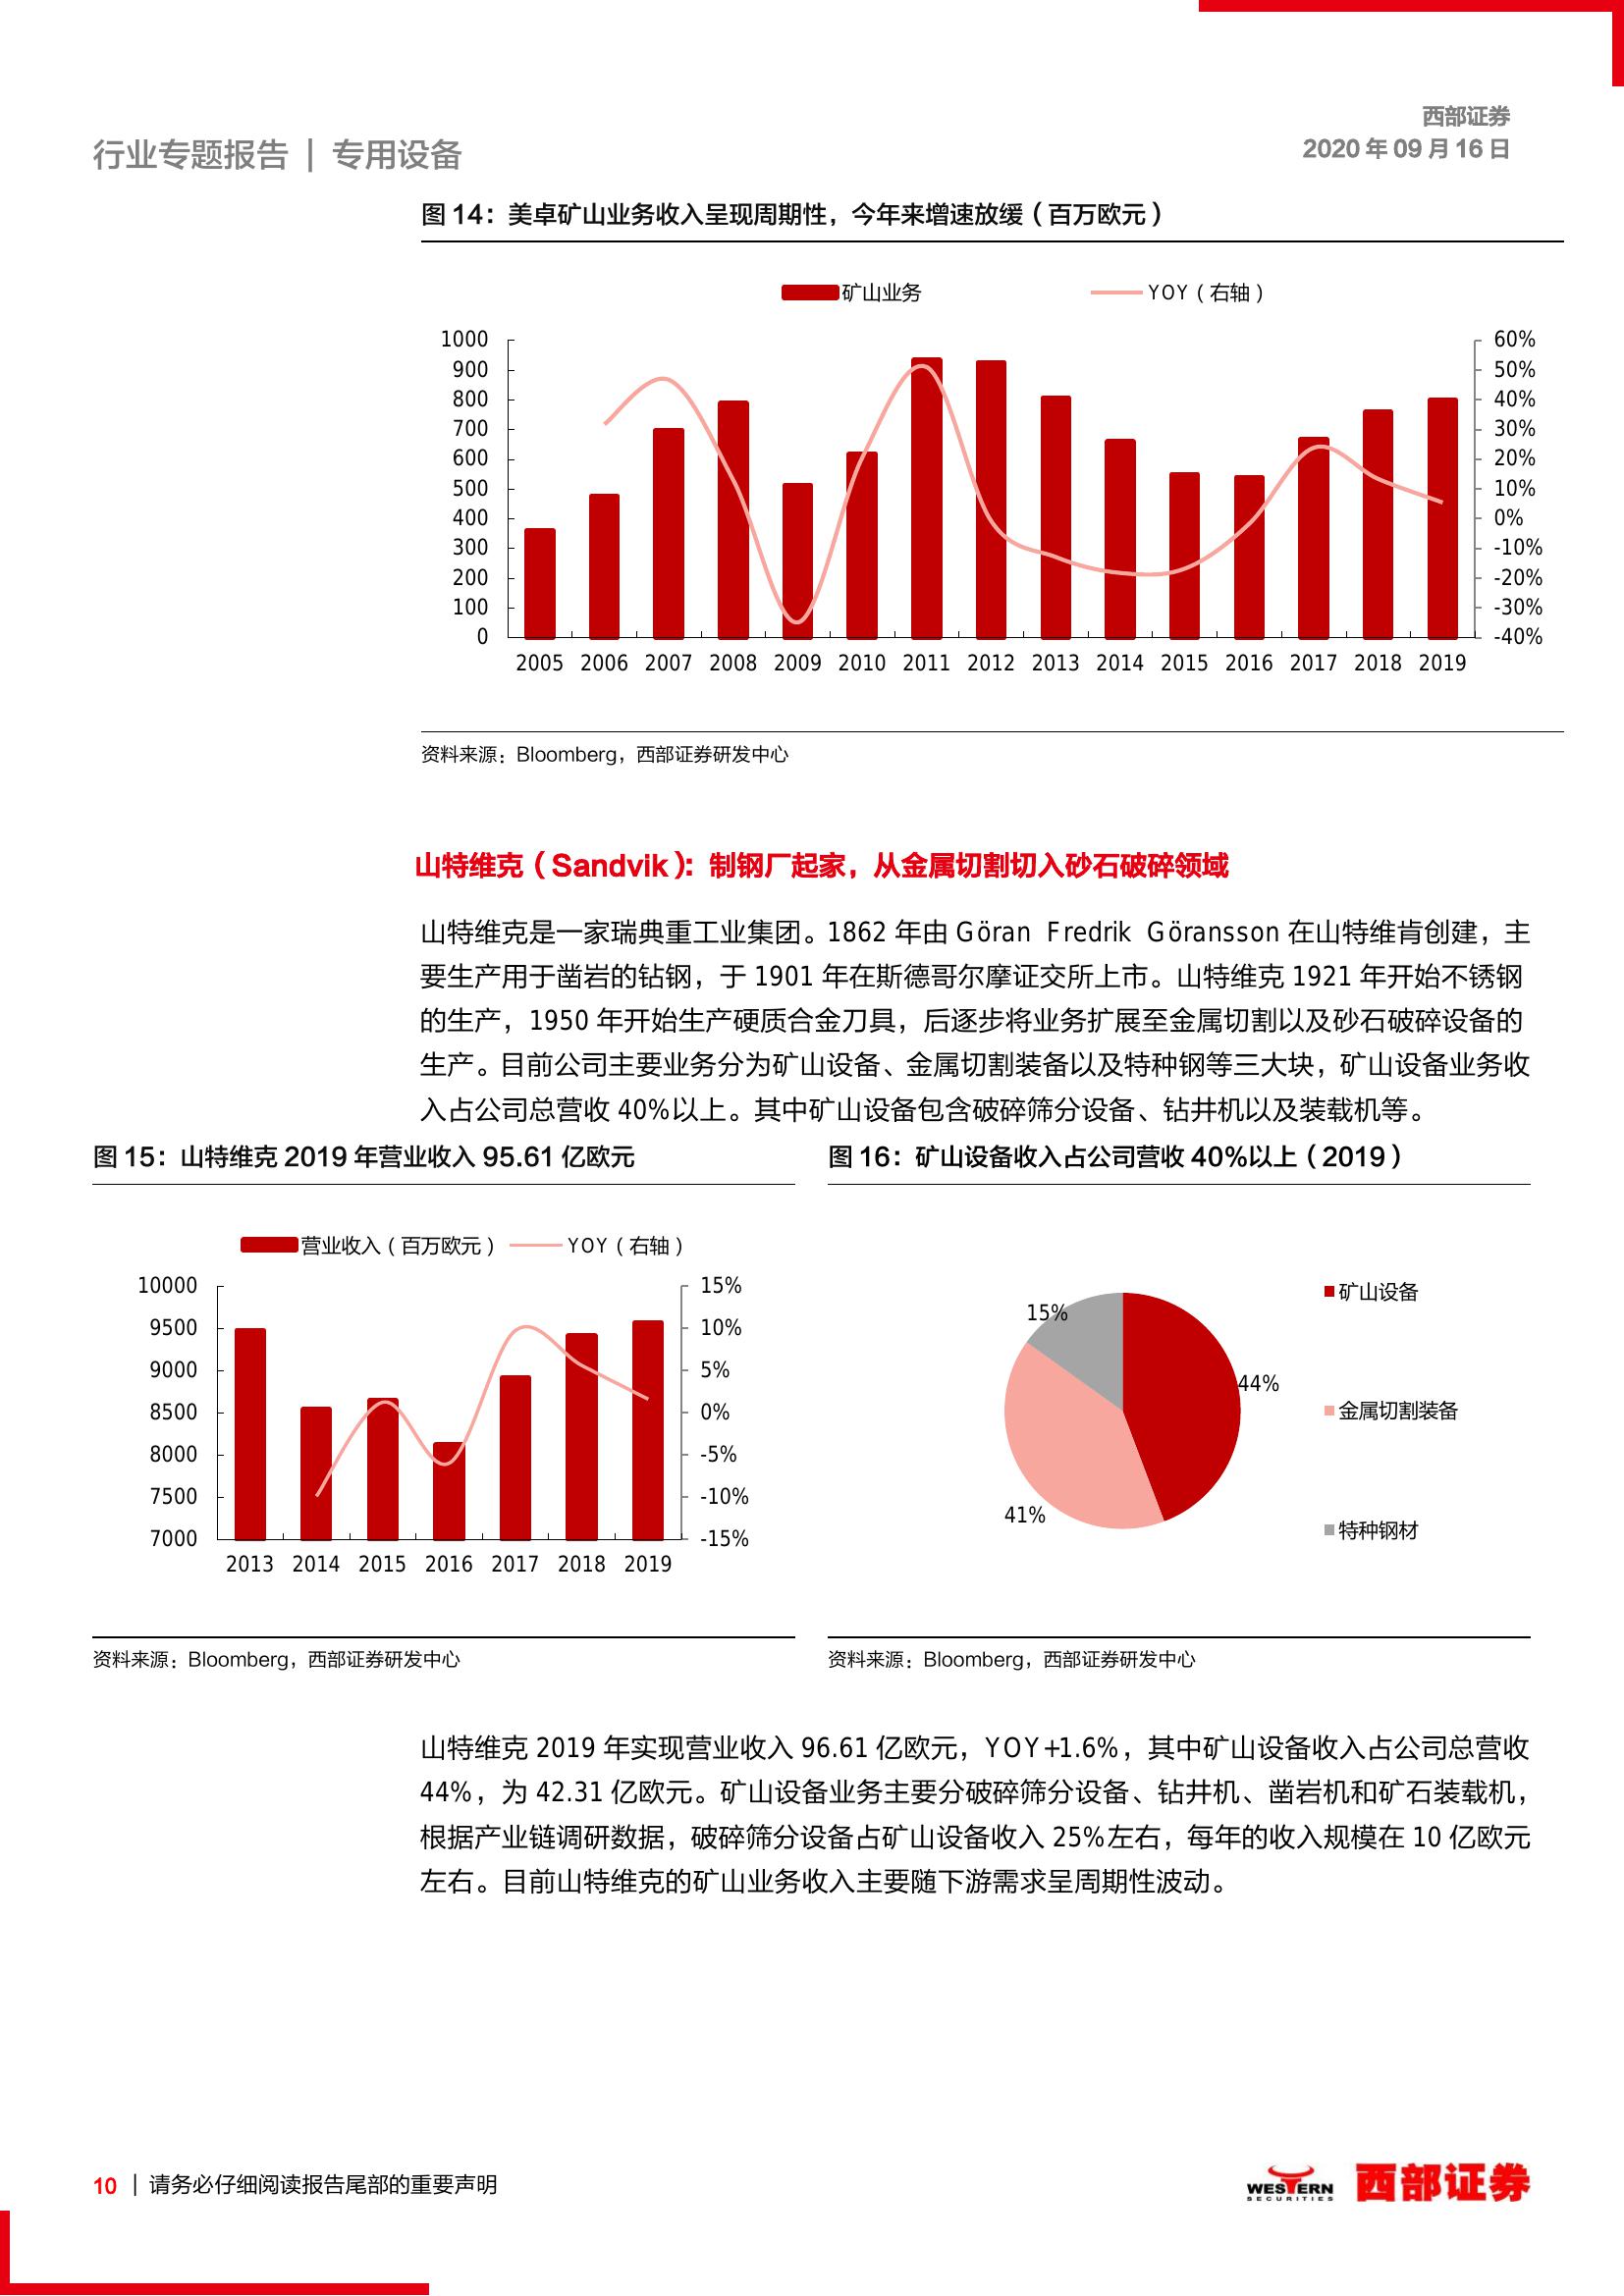 西部证券
行业专题报告 | 专用设备
2020 年 09 月 16 日
图 14：美卓矿山业务收入呈现周期性，今年来增速放缓（百万欧元）
矿山业务 YOY（右轴）
1000 60%
900 50%
800 40%
700 30%
600 20%
500 10%
400 0%
300 -10%
200 -20%
100 -30%
0 -40%
2005 2006 2007 2008 2009 2010 2011 2012 2013 2014 2015 2016 2017 2018 2019
资料来源：Bloomberg，西部证券研发中心
山特维克（Sandvik）：制钢厂起家，从金属切割切入砂石破碎领域
山特维克是一家瑞典重工业集团。1862 年由 Göran Fredrik Göransson 在山特维肯创建，主
要生产用于凿岩的钻钢，于 1901 年在斯德哥尔摩证交所上市。山特维克 1921 年开始不锈钢
的生产，1950 年开始生产硬质合金刀具，后逐步将业务扩展至金属切割以及砂石破碎设备的
生产。目前公司主要业务分为矿山设备、金属切割装备以及特种钢等三大块，矿山设备业务收
入占公司总营收 40%以上。其中矿山设备包含破碎筛分设备、钻井机以及装载机等。
图 15：山特维克 2019 年营业收入 95.61 亿欧元
营业收入（百万欧元） YOY（右轴）
10000 15%
9500 10%
9000 5%
8500 0%
8000 -5%
7500 -10%
7000 -15%
2013 2014 2015 2016 2017 2018 2019
资料来源：Bloomberg，西部证券研发中心
图 16：矿山设备收入占公司营收 40%以上（2019）
15%
44%
41%
矿山设备
金属切割装备
特种钢材
资料来源：Bloomberg，西部证券研发中心
山特维克 2019 年实现营业收入 96.61 亿欧元，YOY+1.6%，其中矿山设备收入占公司总营收
44%，为 42.31 亿欧元。矿山设备业务主要分破碎筛分设备、钻井机、凿岩机和矿石装载机，
根据产业链调研数据，破碎筛分设备占矿山设备收入 25%左右，每年的收入规模在 10 亿欧元
左右。目前山特维克的矿山业务收入主要随下游需求呈周期性波动。
10 | 请务必仔细阅读报告尾部的重要声明
WESTERN
SECURITIES
西部证券